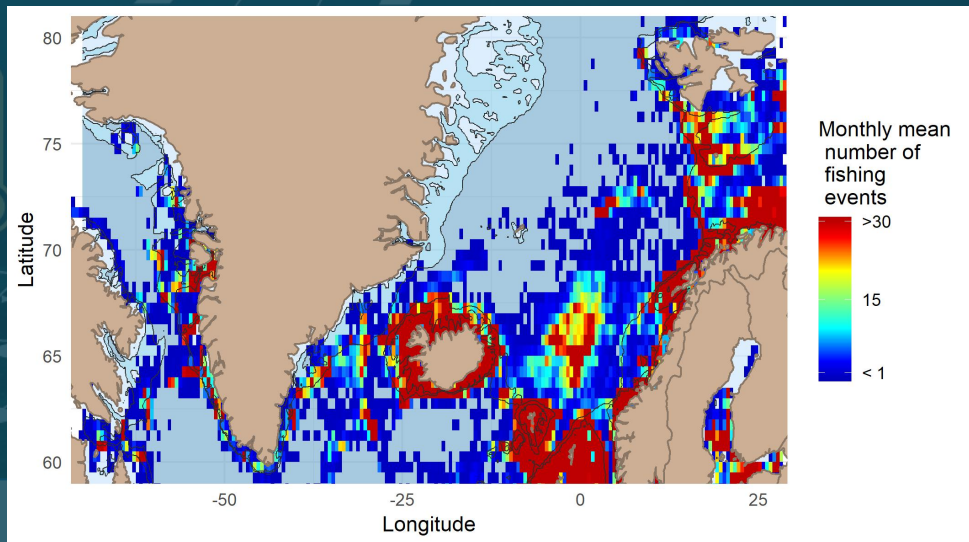 80
75
70
65
60
Latitude
-50
-25
0
25
Longitude
Monthly mean
number of
fishing
events
>30
15
< 1